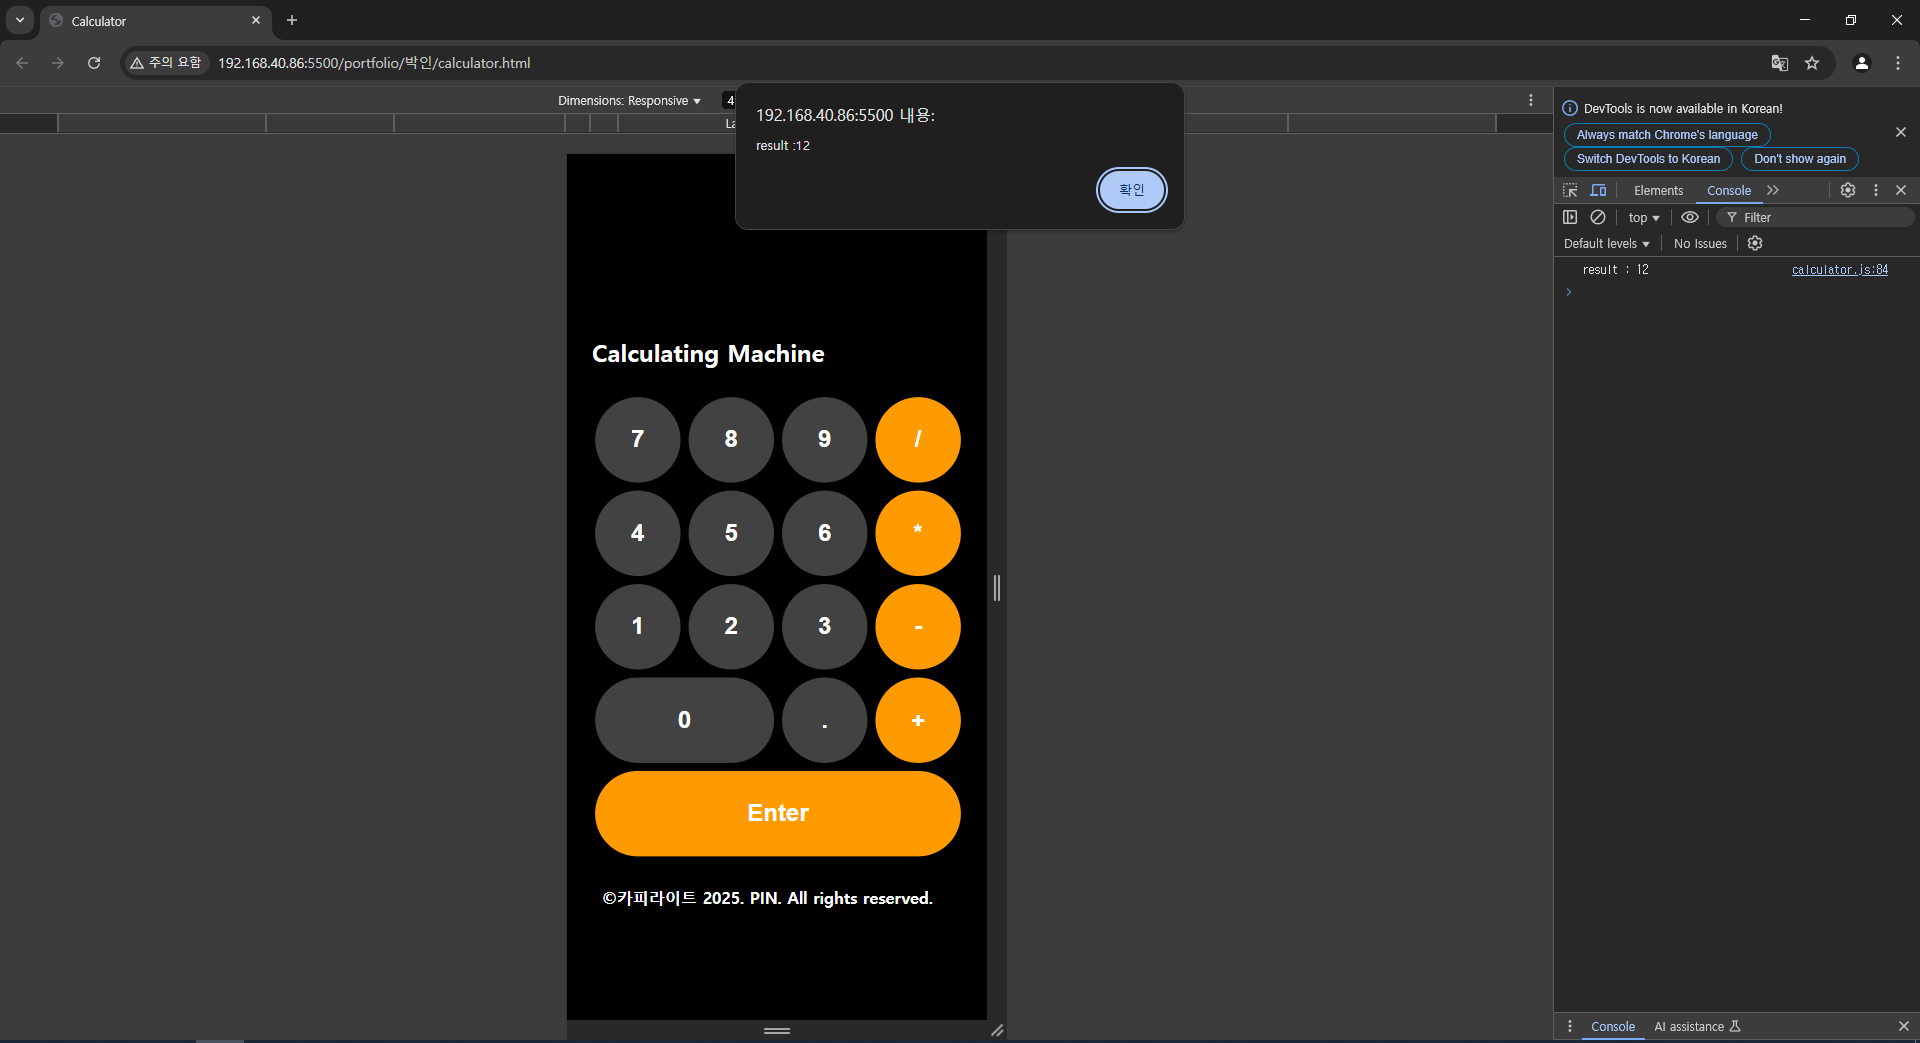 Calculator
주의 요함
192.168.40.86:5500/portfolio/박인/calculator.html
Dimensions: Responsive
4
La
192.168.40.86:5500 내용:
result :12
확인
Calculating Machine
7 8 9 /
4 5 6 *
1 2 3 -
0 . +
Enter
©카피라이트 2025. PIN. All rights reserved.
DevTools is now available in Korean!
Always match Chrome's language
Switch DevTools to Korean Don't show again
Elements Console
top Filter
Default levels No Issues
result : 12 calculator.js:84
Console AI assistance